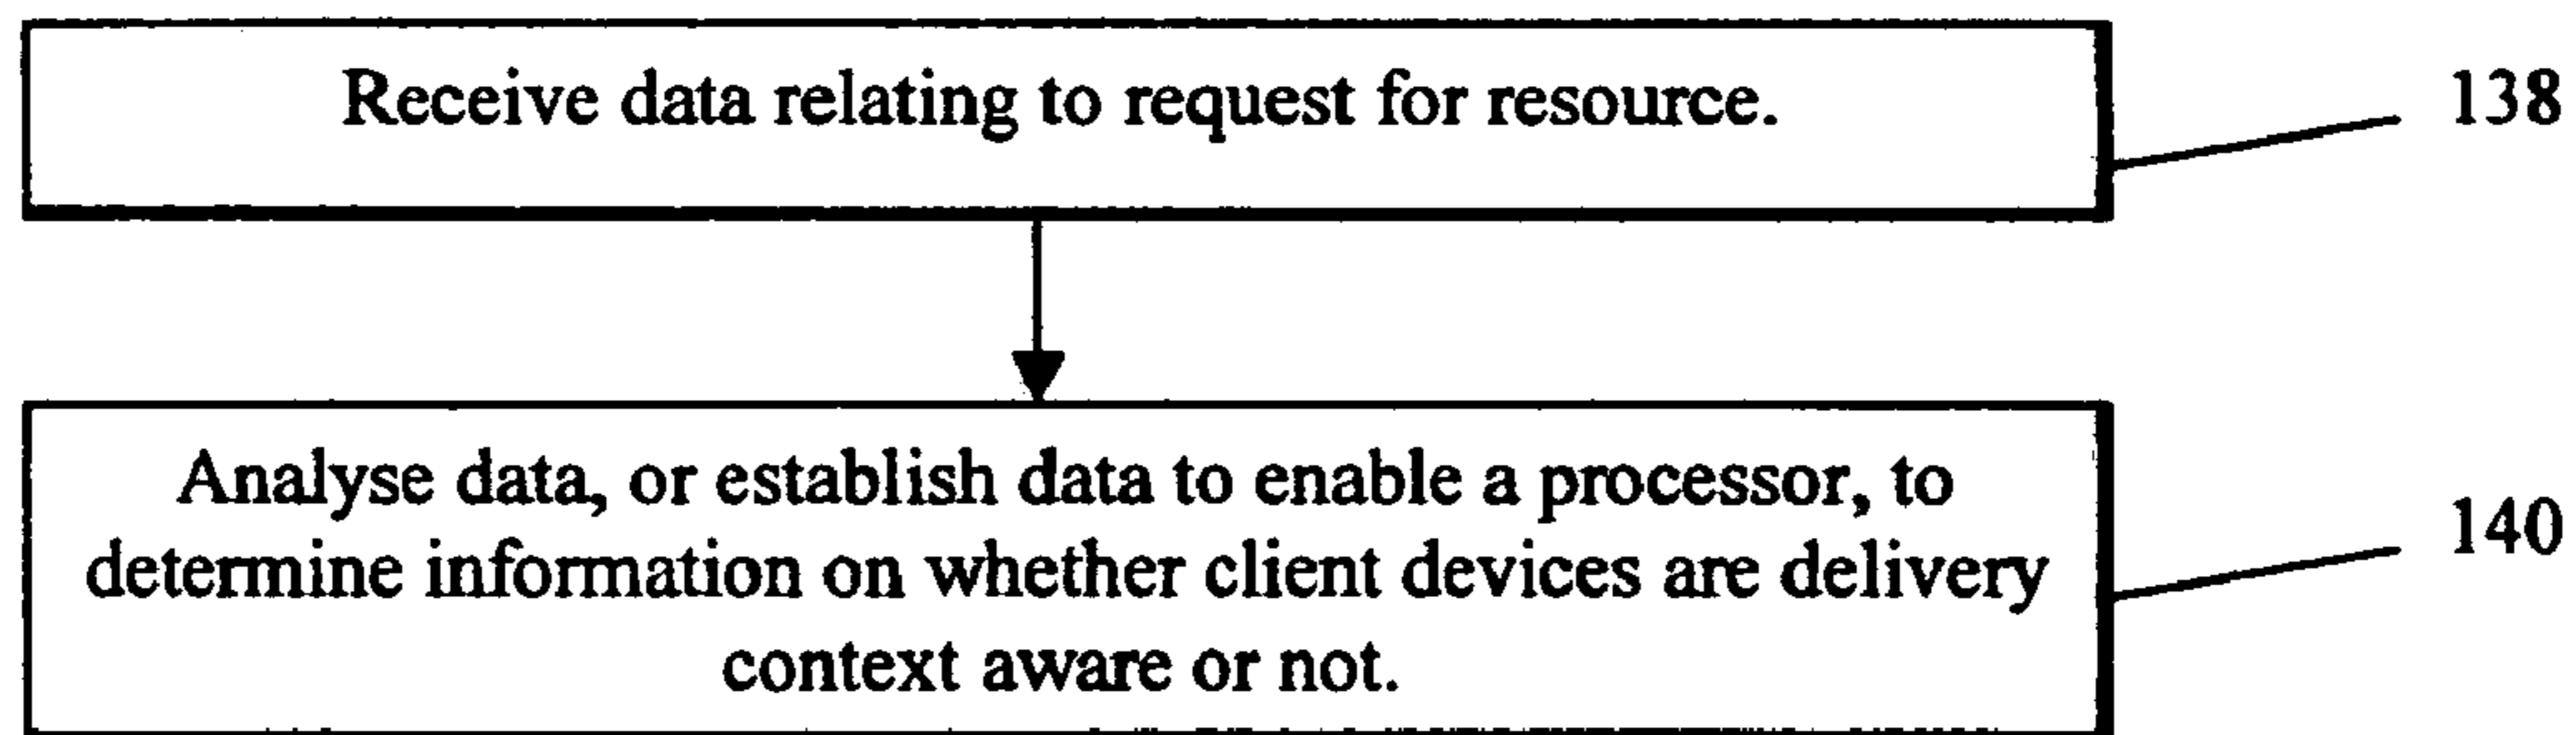 Receive data relating to request for resource.
138
Analyse data, or establish data to enable a processor, to
determine information on whether client devices are delivery
context aware or not.
140